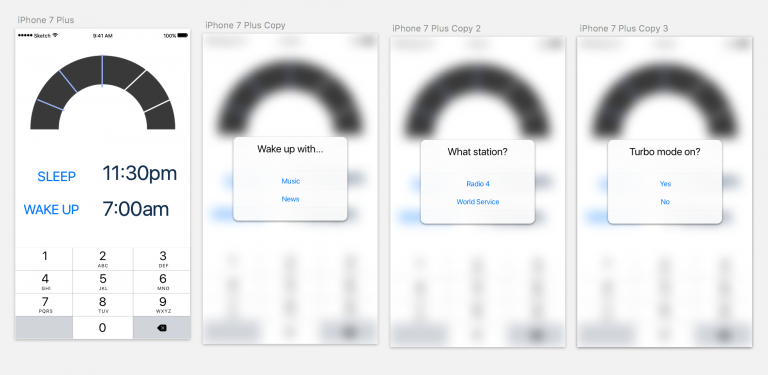 iPhone 7 Plus
Sketch 9:41 AM 100%
SLEEP 11:30pm
WAKE UP 7:00am
1 2 3
ABC DEF
4 5 6
GHI JKL MNO
7 8 9
PQRS TUV WXYZ
0
iPhone 7 Plus Copy
Wake up with...
Music
News
iPhone 7 Plus Copy 2
What station?
Radio 4
World Service
iPhone 7 Plus Copy 3
Turbo mode on?
Yes
No